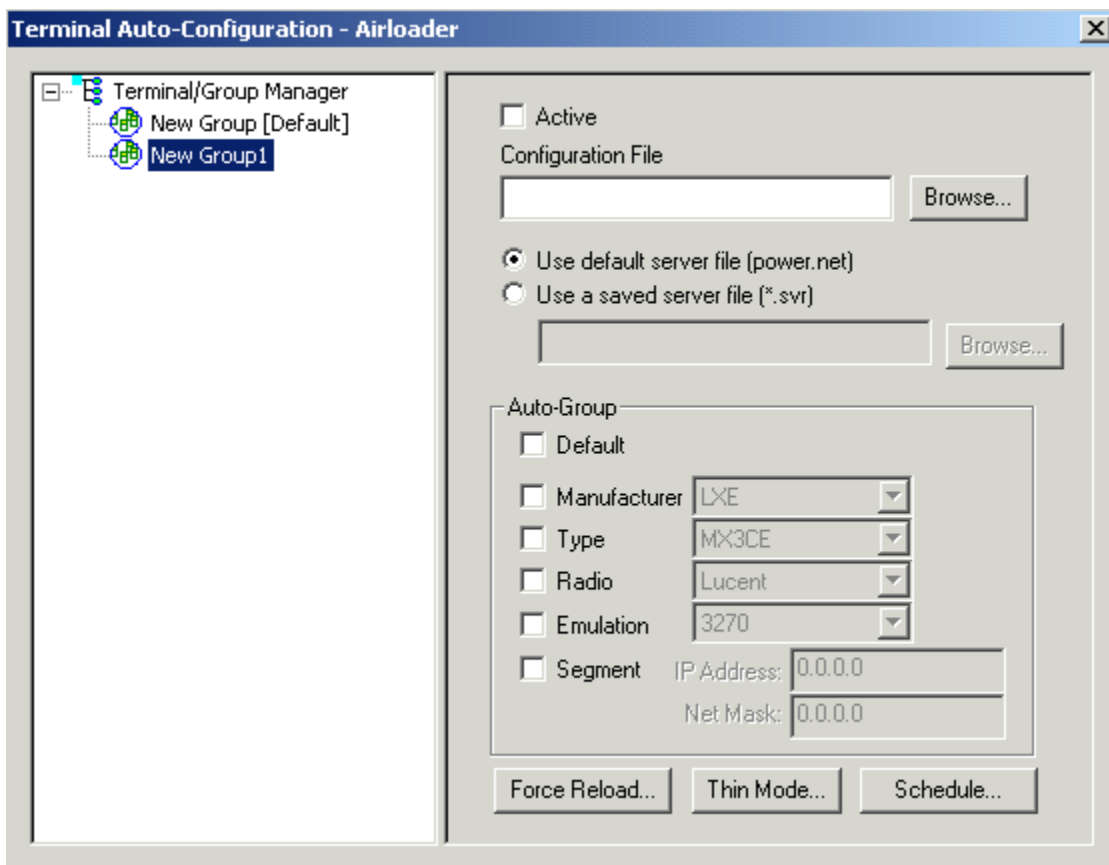 Terminal Auto-Configuration - Airloader
Terminal/Group Manager
New Group [Default]
New Group1
Active
Configuration File
Browse...
Use default server file (power.net)
Use a saved server file (*.svr)
Browse...
Auto-Group
Default
Manufacturer LXE
Type MX3CE
Radio Lucent
Emulation 3270
Segment IP Address: 0.0.0.0
Net Mask: 0.0.0.0
Force Reload... Thin Mode... Schedule...